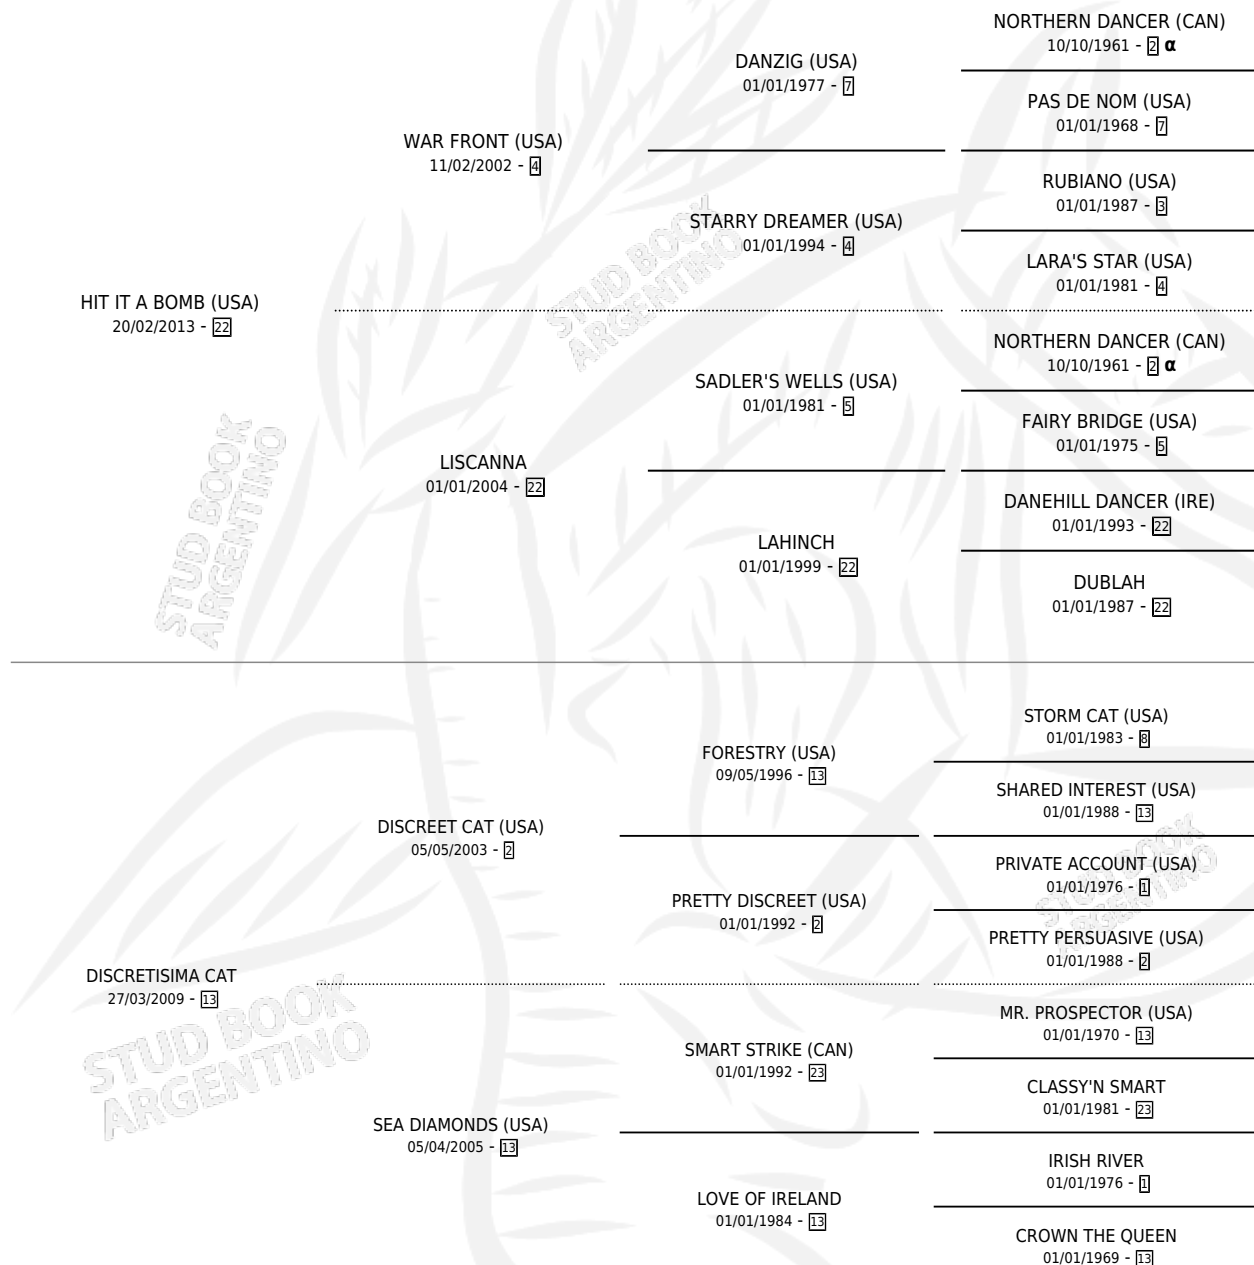 NORTHERN DANCER (CAN)
10/10/1961 - 2 α
DANZIG (USA)
01/01/1977 - 7
PAS DE NOM (USA)
01/01/1968 - 7
WAR FRONT (USA)
11/02/2002 - 4
RUBIANO (USA)
01/01/1987 - 3
STARRY DREAMER (USA)
01/01/1994 - 4
LARA'S STAR (USA)
01/01/1981 - 4
HIT IT A BOMB (USA)
20/02/2013 - 22
NORTHERN DANCER (CAN)
10/10/1961 - 2 α
SADLER'S WELLS (USA)
01/01/1981 - 5
FAIRY BRIDGE (USA)
01/01/1975 - 5
LISCANNA
01/01/2004 - 22
DANEHILL DANCER (IRE)
01/01/1993 - 22
LAHINCH
01/01/1999 - 22
DUBLAH
01/01/1987 - 22
STORM CAT (USA)
01/01/1983 - 8
FORESTRY (USA)
09/05/1996 - 13
SHARED INTEREST (USA)
01/01/1988 - 13
DISCREET CAT (USA)
05/05/2003 - 2
PRIVATE ACCOUNT (USA)
01/01/1976 - 1
PRETTY DISCREET (USA)
01/01/1992 - 2
PRETTY PERSUASIVE (USA)
01/01/1988 - 2
DISCRETISIMA CAT
27/03/2009 - 13
MR. PROSPECTOR (USA)
01/01/1970 - 13
SMART STRIKE (CAN)
01/01/1992 - 23
CLASSY'N SMART
01/01/1981 - 23
SEA DIAMONDS (USA)
05/04/2005 - 13
IRISH RIVER
01/01/1976 - 1
LOVE OF IRELAND
01/01/1984 - 13
CROWN THE QUEEN
01/01/1969 - 13
STUD BOOK
ARGENTINO
STUD BOOK
ARGENTINO
STUD BOOK
ARGENTINO
STUD BOOK
ARGENTINO